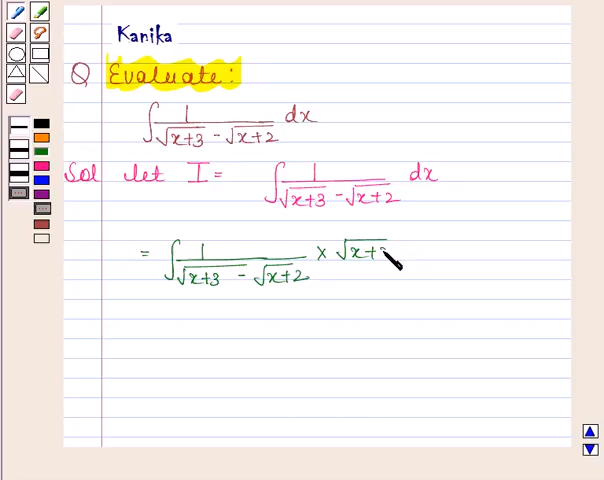 Kanika
Q Evaluate:
∫ 1/(√x+3 - √x+2) dx
Sol let I = ∫ 1/(√x+3 - √x+2) dx
= ∫ 1/(√x+3 - √x+2) × √x+